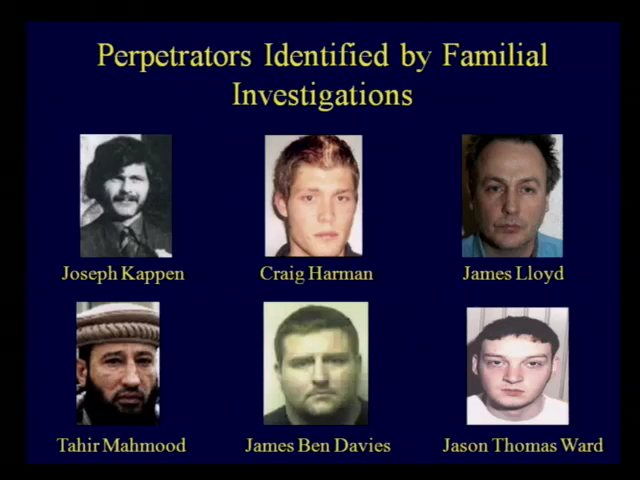 Perpetrators Identified by Familial
Investigations
Joseph Kappen
Craig Harman
James Lloyd
Tahir Mahmood
James Ben Davies
Jason Thomas Ward